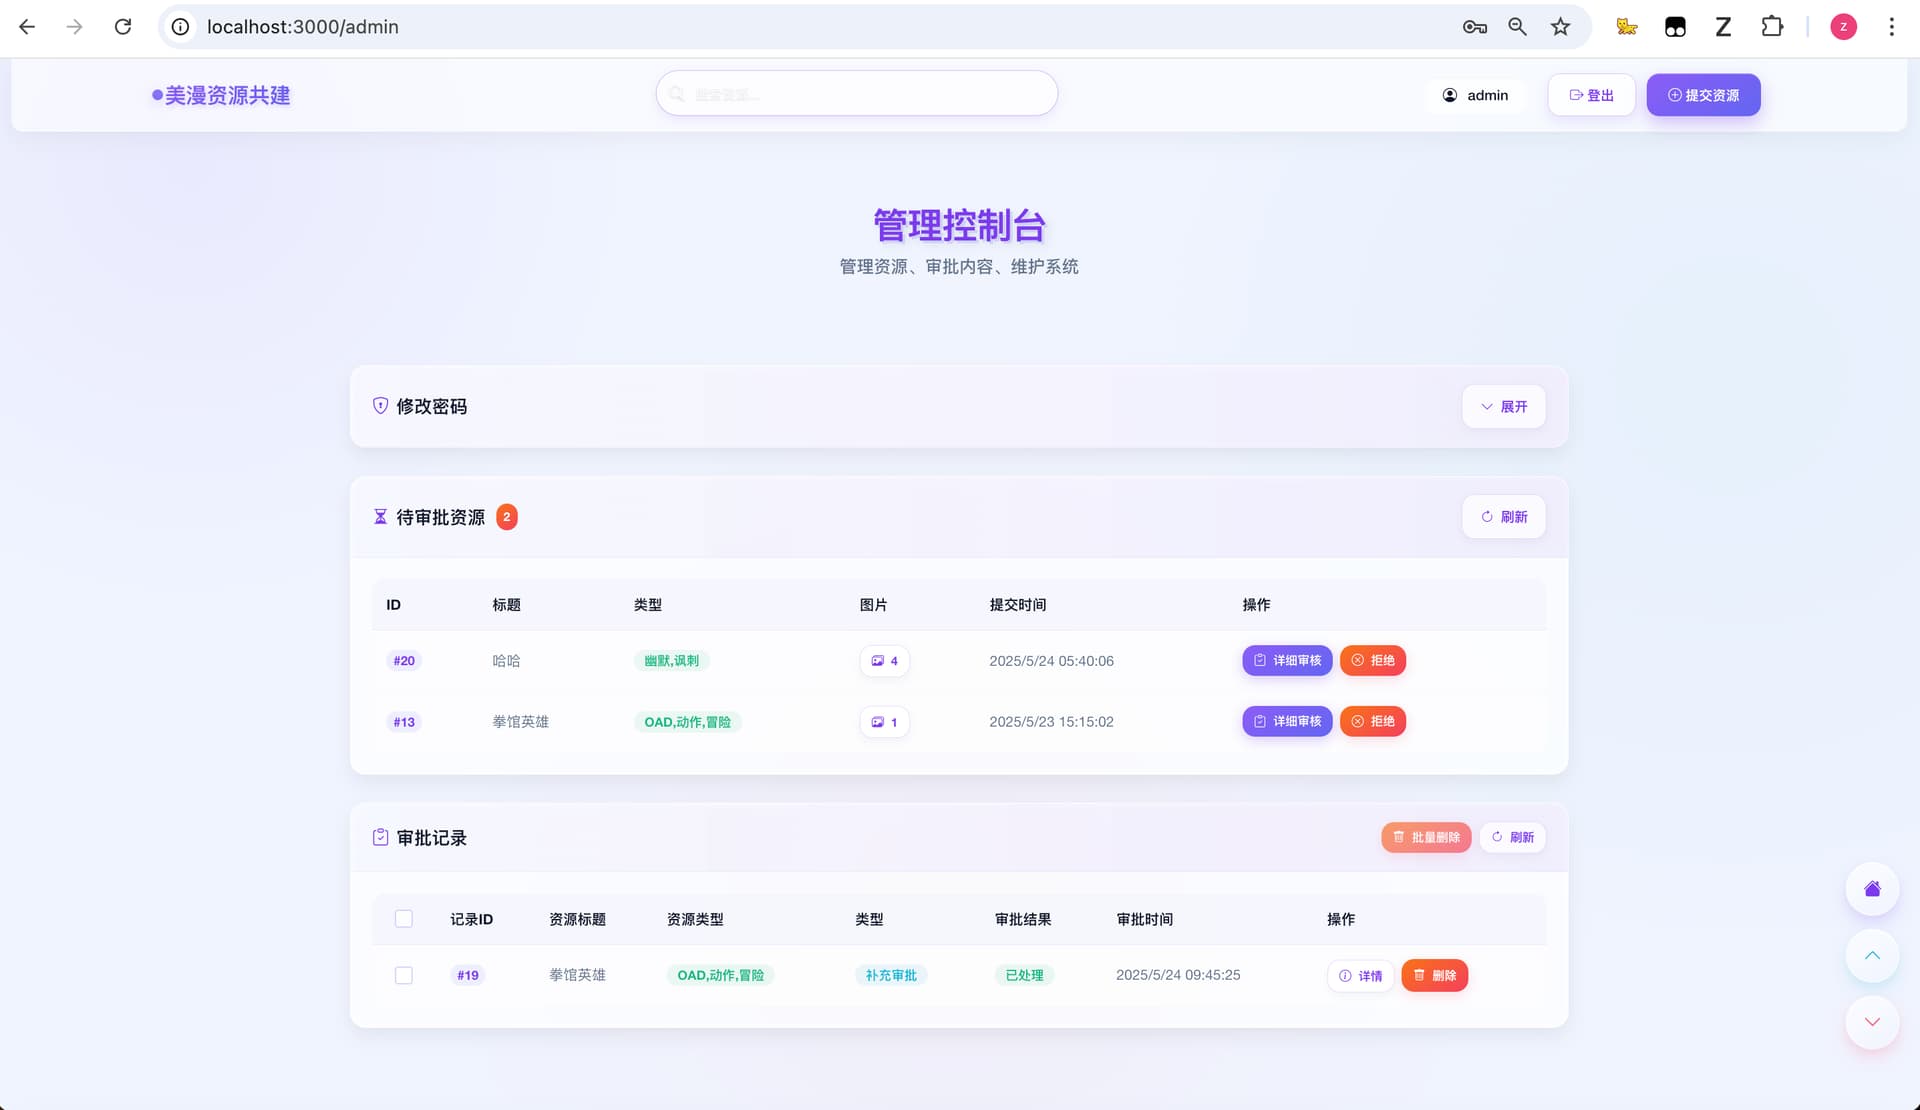 localhost:3000/admin
Z
z
美漫资源共建
admin
登出
提交资源
管理控制台
管理资源、审批内容、维护系统
修改密码
展开
待审批资源 2
刷新
ID 标题 类型 图片 提交时间 操作
#20 哈哈 幽默,讽刺 4 2025/5/24 05:40:06 详细审核 拒绝
#13 拳馆英雄 OAD,动作,冒险 1 2025/5/23 15:15:02 详细审核 拒绝
审批记录
批量删除
刷新
记录ID 资源标题 资源类型 类型 审批结果 审批时间 操作
#19 拳馆英雄 OAD,动作,冒险 补充审批 已处理 2025/5/24 09:45:25 详情 删除